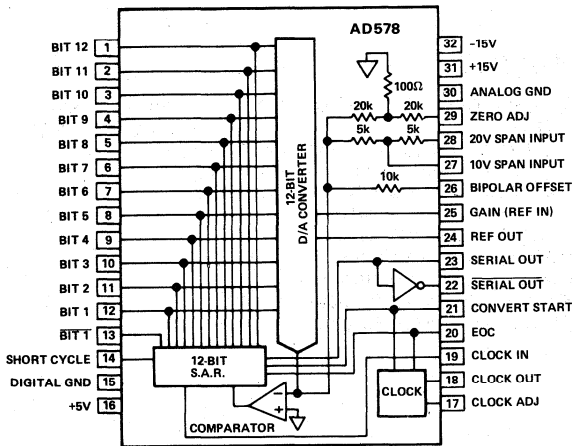 AD578
BIT 12 1
BIT 11 2
BIT 10 3
BIT 9 4
BIT 8 5
BIT 7 6
BIT 6 7
BIT 5 8
BIT 4 9
BIT 3 10
BIT 2 11
BIT 1 12
BIT 1 13
SHORT CYCLE 14
DIGITAL GND 15
+5V 16
12-BIT
D/A CONVERTER
12-BIT
S.A.R.
COMPARATOR
−
+
100Ω
20k 20k
5k 5k
10k
CLOCK
32 −15V
31 +15V
30 ANALOG GND
29 ZERO ADJ
28 20V SPAN INPUT
27 10V SPAN INPUT
26 BIPOLAR OFFSET
25 GAIN (REF IN)
24 REF OUT
23 SERIAL OUT
22 SERIAL OUT
21 CONVERT START
20 EOC
19 CLOCK IN
18 CLOCK OUT
17 CLOCK ADJ